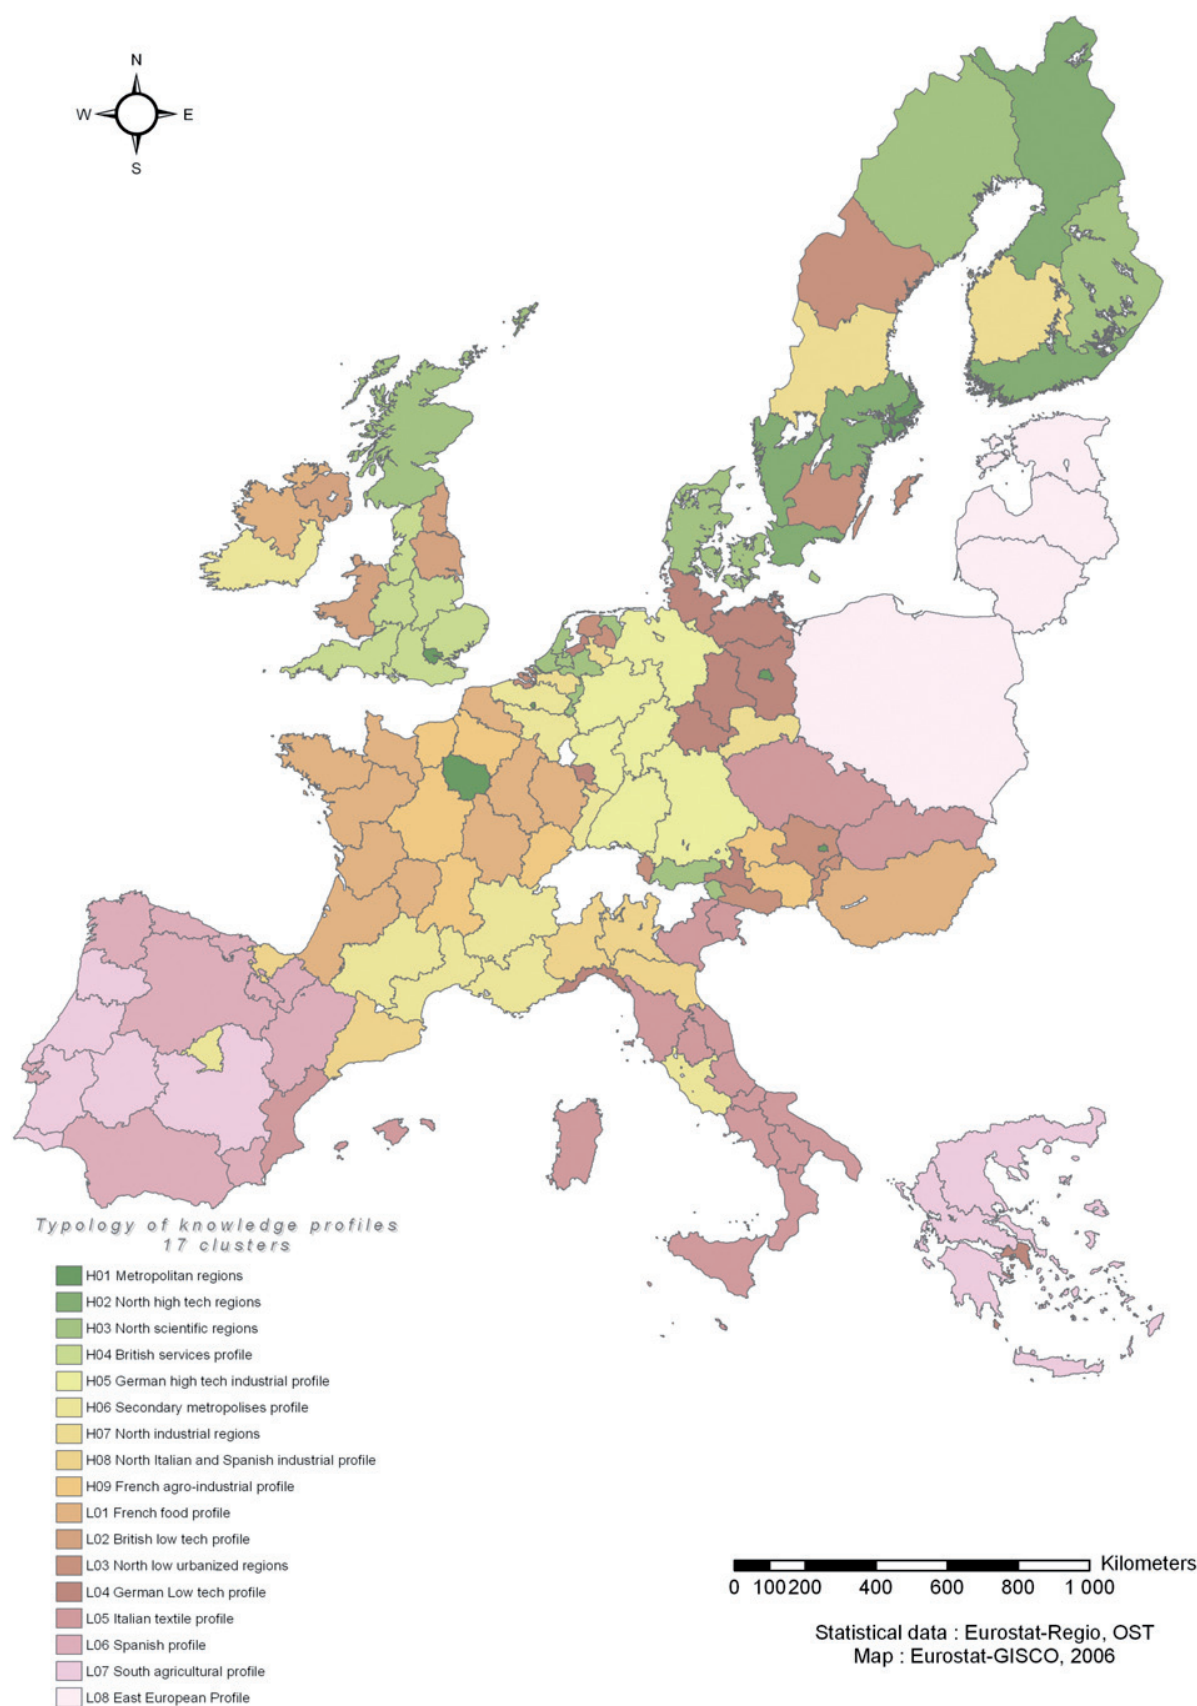 N
W E
S
Typology of knowledge profiles
17 clusters
H01 Metropolitan regions
H02 North high tech regions
H03 North scientific regions
H04 British services profile
H05 German high tech industrial profile
H06 Secondary metropolises profile
H07 North industrial regions
H08 North Italian and Spanish industrial profile
H09 French agro-industrial profile
L01 French food profile
L02 British low tech profile
L03 North low urbanized regions
L04 German Low tech profile
L05 Italian textile profile
L06 Spanish profile
L07 South agricultural profile
L08 East European Profile
Kilometers
0 100 200 400 600 800 1 000
Statistical data : Eurostat-Regio, OST
Map : Eurostat-GISCO, 2006